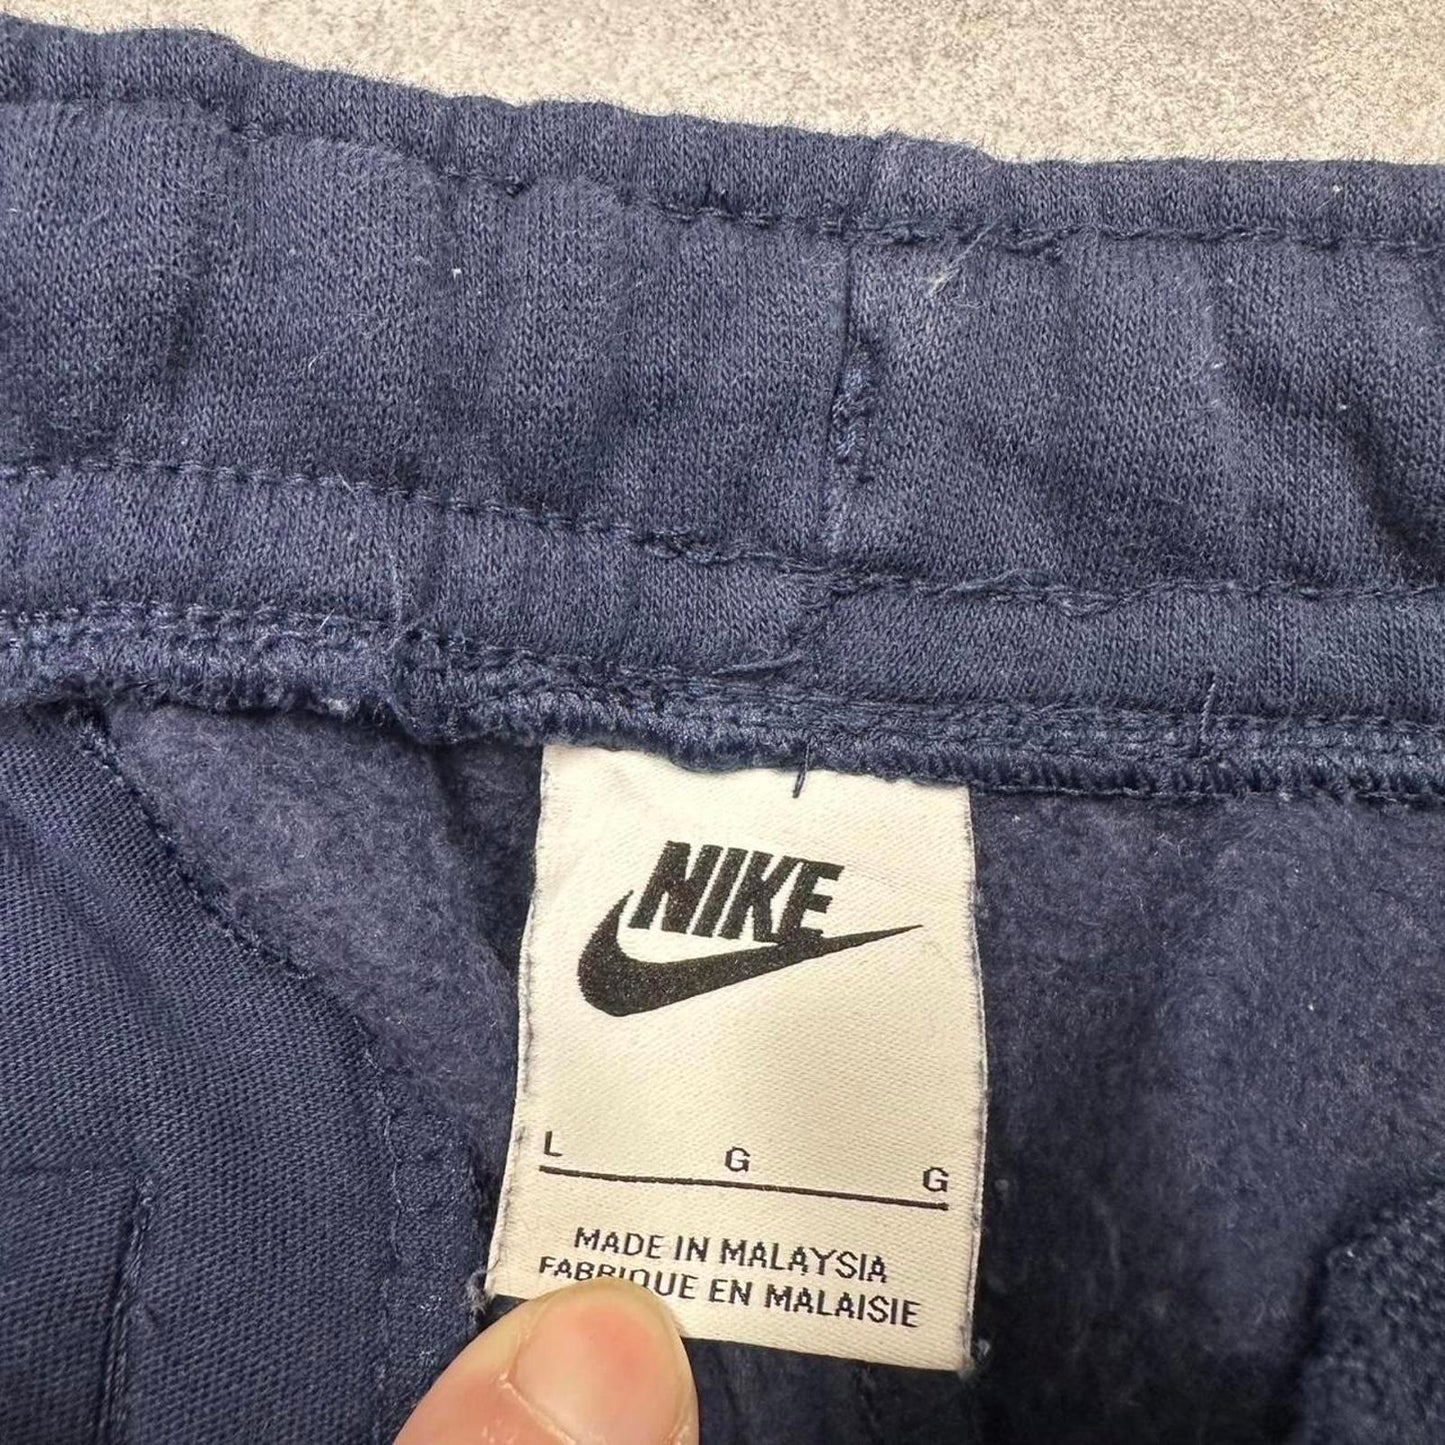 NIKE
L G G
MADE IN MALAYSIA
FABRIQUE EN MALAISIE